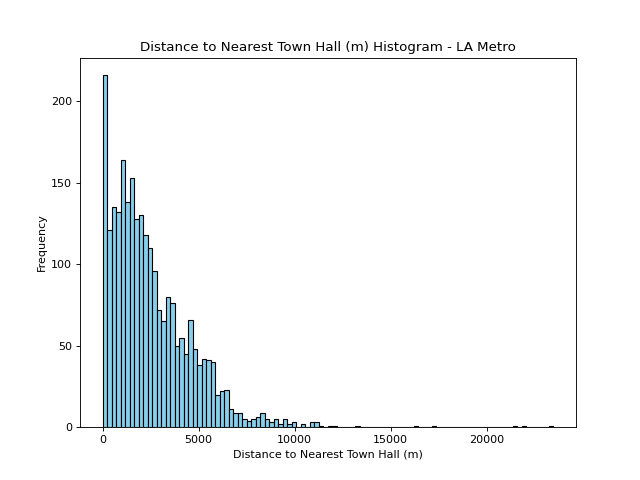 Distance to Nearest Town Hall (m) Histogram - LA Metro
200
150
100
50
0
Frequency
0 5000 10000 15000 20000
Distance to Nearest Town Hall (m)